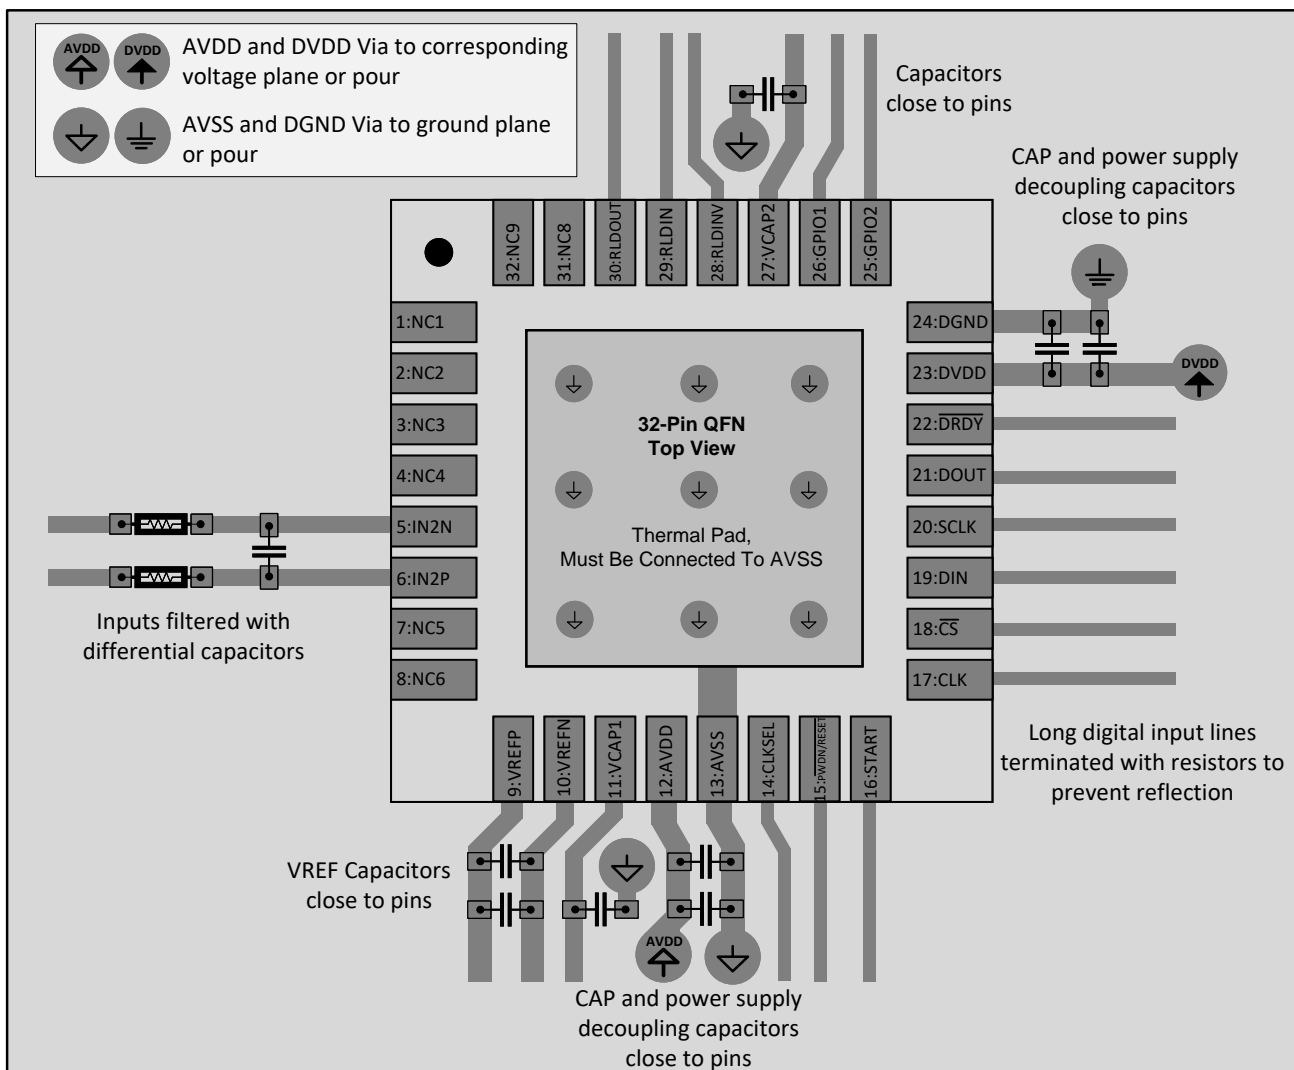 AVDD
DVDD
AVDD and DVDD Via to corresponding
voltage plane or pour
AVSS and DGND Via to ground plane
or pour
Capacitors
close to pins
CAP and power supply
decoupling capacitors
close to pins
32:NC9
31:NC8
30:RLDOUT
29:RLDIN
28:RLDINV
27:VCAP2
26:GPIO1
25:GPIO2
1:NC1
2:NC2
3:NC3
4:NC4
5:IN2N
6:IN2P
7:NC5
8:NC6
24:DGND
23:DVDD
22:DRDY
21:DOUT
20:SCLK
19:DIN
18:CS
17:CLK
DVDD
32-Pin QFN
Top View
Thermal Pad,
Must Be Connected To AVSS
Inputs filtered with
differential capacitors
9:VREFP
10:VREFN
11:VCAP1
12:AVDD
13:AVSS
14:CLKSEL
15:PWDN/RESET
16:START
Long digital input lines
terminated with resistors to
prevent reflection
VREF Capacitors
close to pins
AVDD
CAP and power supply
decoupling capacitors
close to pins